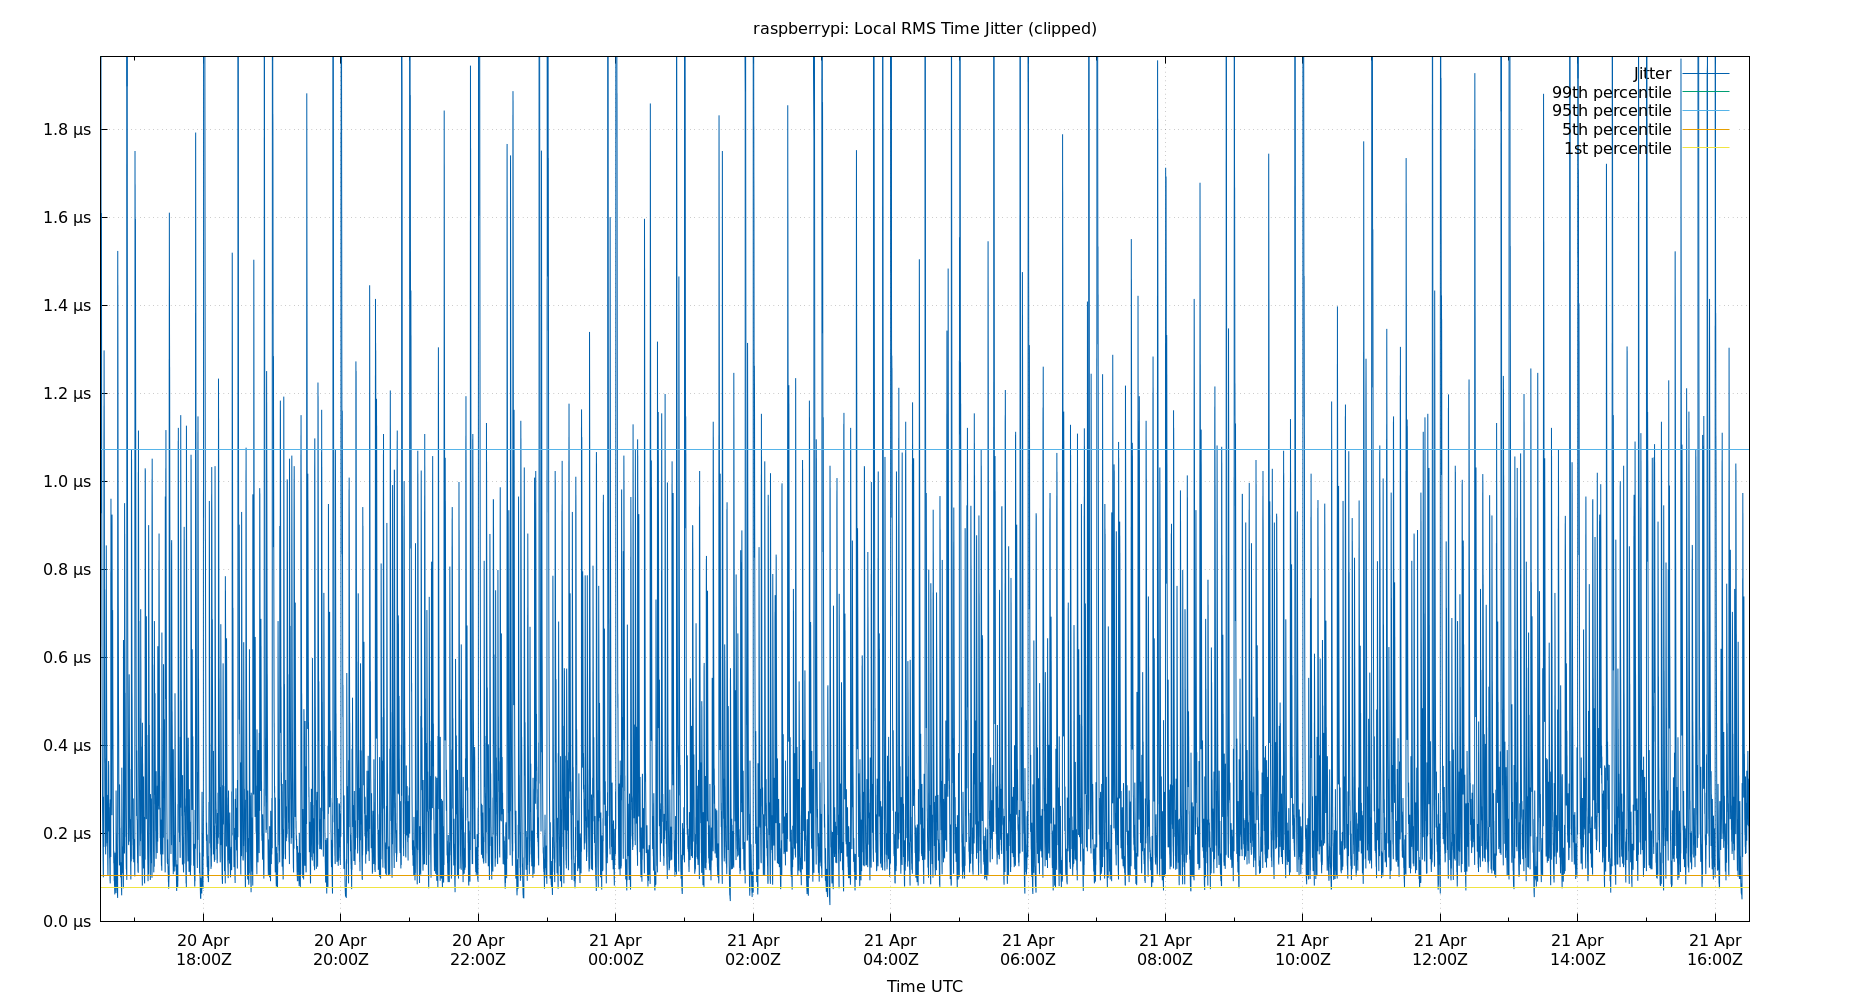 raspberrypi: Local RMS Time Jitter (clipped)
Jitter
99th percentile
95th percentile
5th percentile
1st percentile
1.8 µs
1.6 µs
1.4 µs
1.2 µs
1.0 µs
0.8 µs
0.6 µs
0.4 µs
0.2 µs
0.0 µs
20 Apr 20 Apr 20 Apr 21 Apr 21 Apr 21 Apr 21 Apr 21 Apr 21 Apr 21 Apr 21 Apr 21 Apr
18:00Z 20:00Z 22:00Z 00:00Z 02:00Z 04:00Z 06:00Z 08:00Z 10:00Z 12:00Z 14:00Z 16:00Z
Time UTC